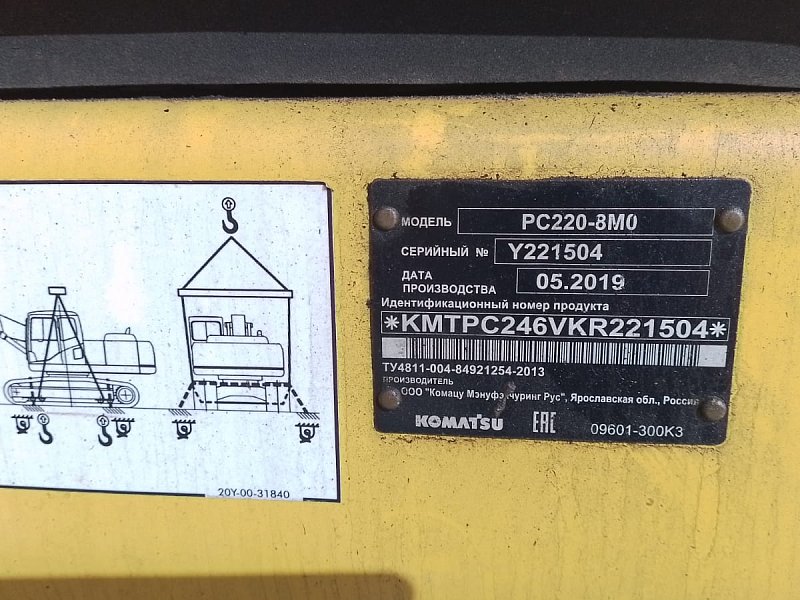 МОДЕЛЬ PC220-8M0
СЕРИЙНЫЙ № Y221504
ДАТА
ПРОИЗВОДСТВА 05.2019
Идентификационный номер продукта
*KMTPC246VKR221504*
ТУ4811-004-84921254-2013
ПРОИЗВОДИТЕЛЬ
ООО "Комацу Мэнуфэкчуринг Рус", Ярославская обл., Россия
KOMATSU EAC 09601-300K3
20Y-00-31840